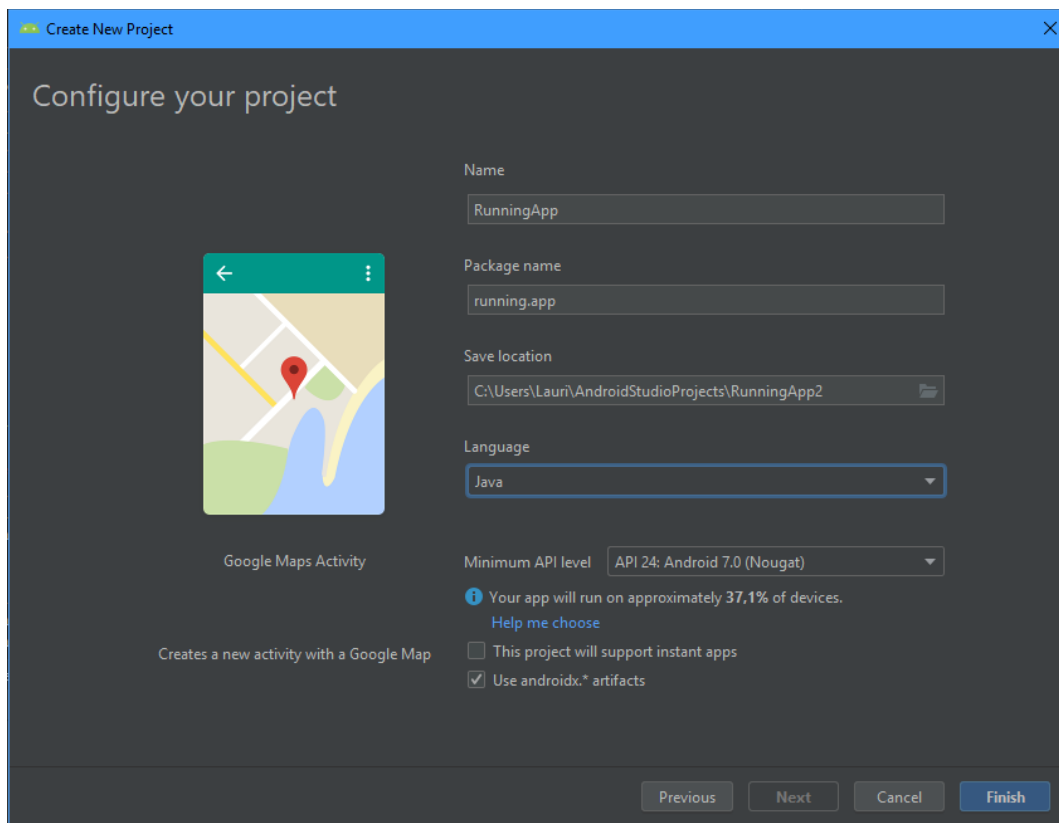 Create New Project
Configure your project
Name
RunningApp
Package name
running.app
Save location
C:\Users\Lauri\AndroidStudioProjects\RunningApp2
Language
Java
Google Maps Activity
Minimum API level API 24: Android 7.0 (Nougat)
Your app will run on approximately 37,1% of devices.
Help me choose
Creates a new activity with a Google Map
This project will support instant apps
Use androidx.* artifacts
Previous Next Cancel Finish